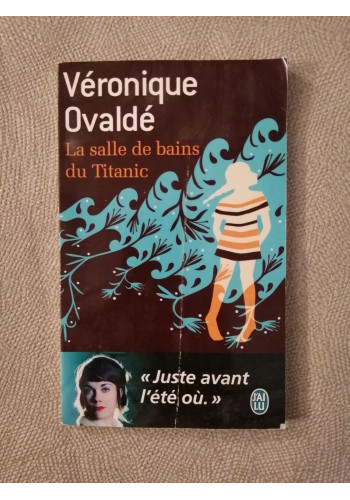 Véronique
Ovaldé
La salle de bains
du Titanic
« Juste avant
l'été où. »
J'AI
LU